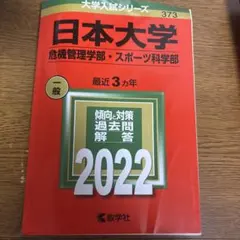 大学入試シリーズ
373
日本大学
危機管理学部・スポーツ科学部
一般
最近3カ年
傾向と対策
過去問
解答
2022
教学社